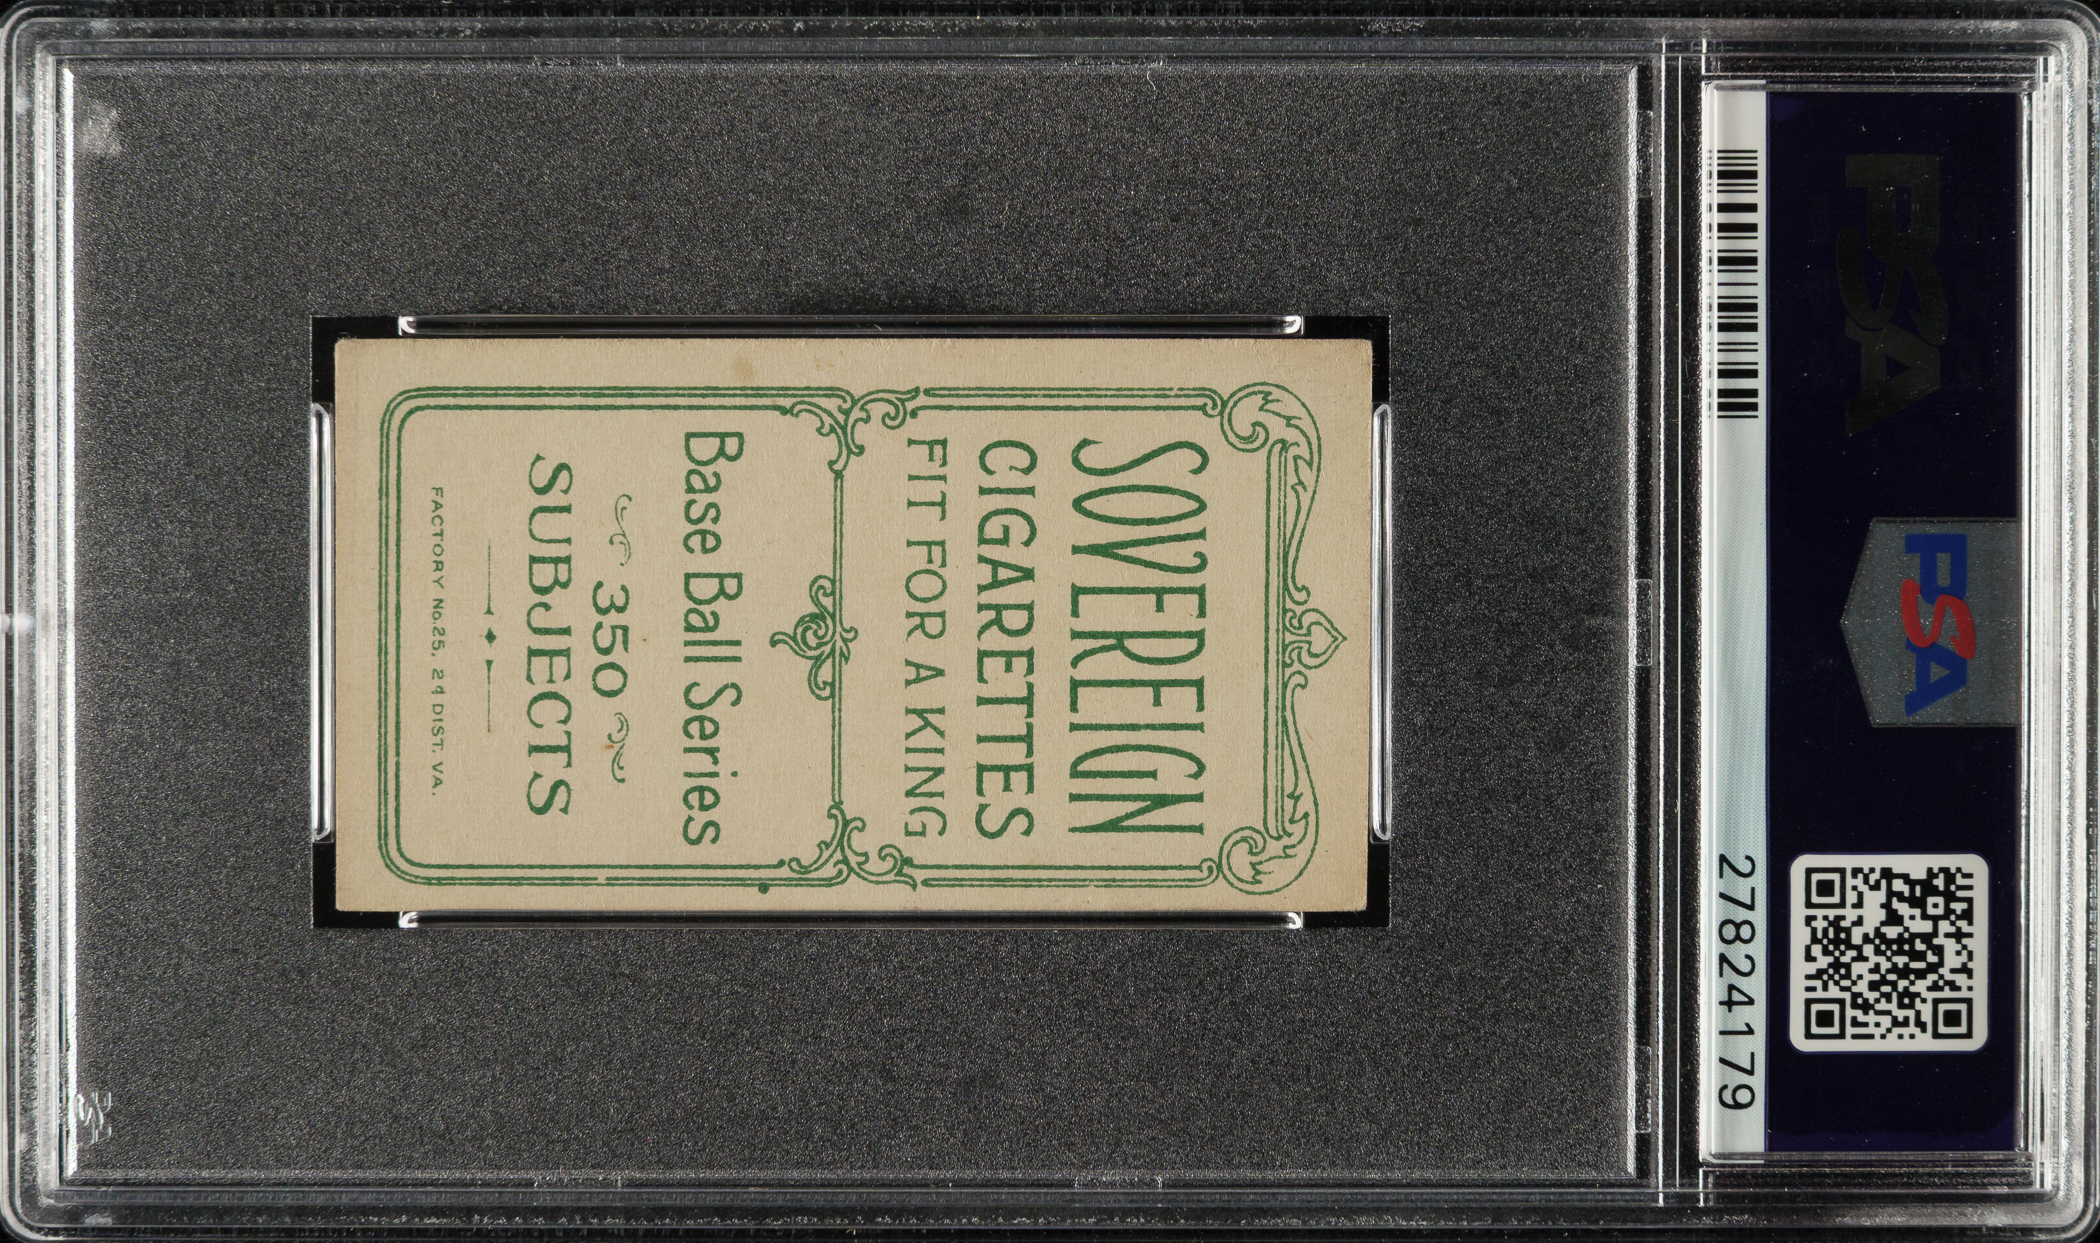 PSA
PSA
27824179
SOVEREIGN
CIGARETTES
FIT FOR A KING
Base Ball Series
350
SUBJECTS
FACTORY No. 25, 2d DIST. VA.